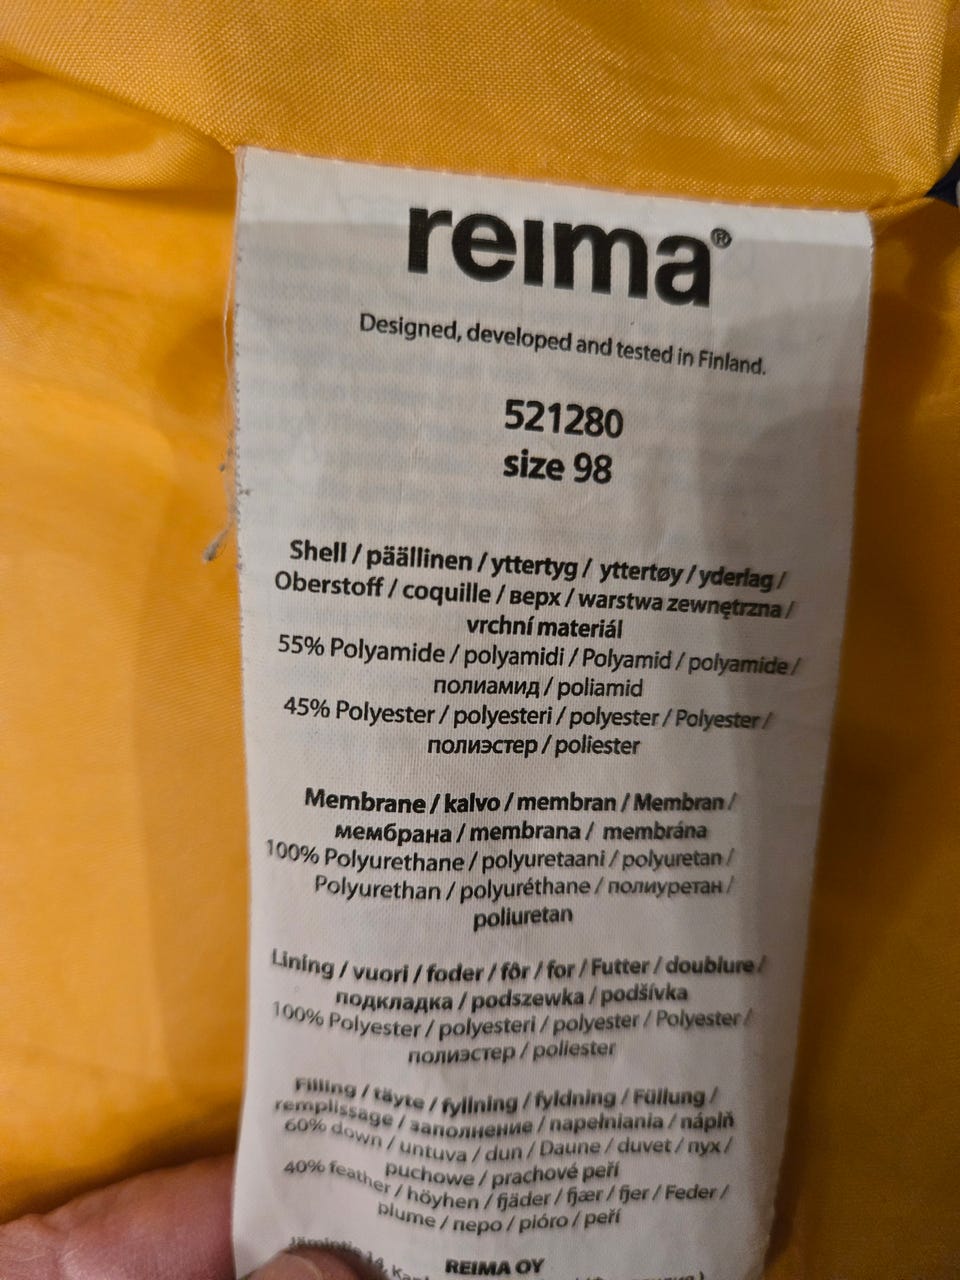 reima®
Designed, developed and tested in Finland.
521280
size 98
Shell / päällinen / yttertyg / yttertøy / yderlag /
Oberstoff / coquille / верх / warstwa zewnętrzna /
vrchní materiál
55% Polyamide / polyamidi / Polyamid / polyamide /
полиамид / poliamid
45% Polyester / polyesteri / polyester / Polyester /
полиэстер / poliester
Membrane / kalvo / membran / Membran /
мембрана / membrana / membrána
100% Polyurethane / polyuretaani / polyuretan /
Polyurethan / polyuréthane / полиуретан /
poliuretan
Lining / vuori / foder / fôr / for / Futter / doublure /
подкладка / podszewka / podšívka
100% Polyester / polyesteri / polyester / Polyester /
полиэстер / poliester
Filling / täyte / fyllning / fyldning / Füllung /
remplissage / заполнение / napełniania / náplň
60% down / untuva / dun / Daune / duvet / пух /
puchowe / prachové peří
40% feather / höyhen / fjäder / fjær / fjer / Feder /
plume / перо / pióro / peří
REIMA OY